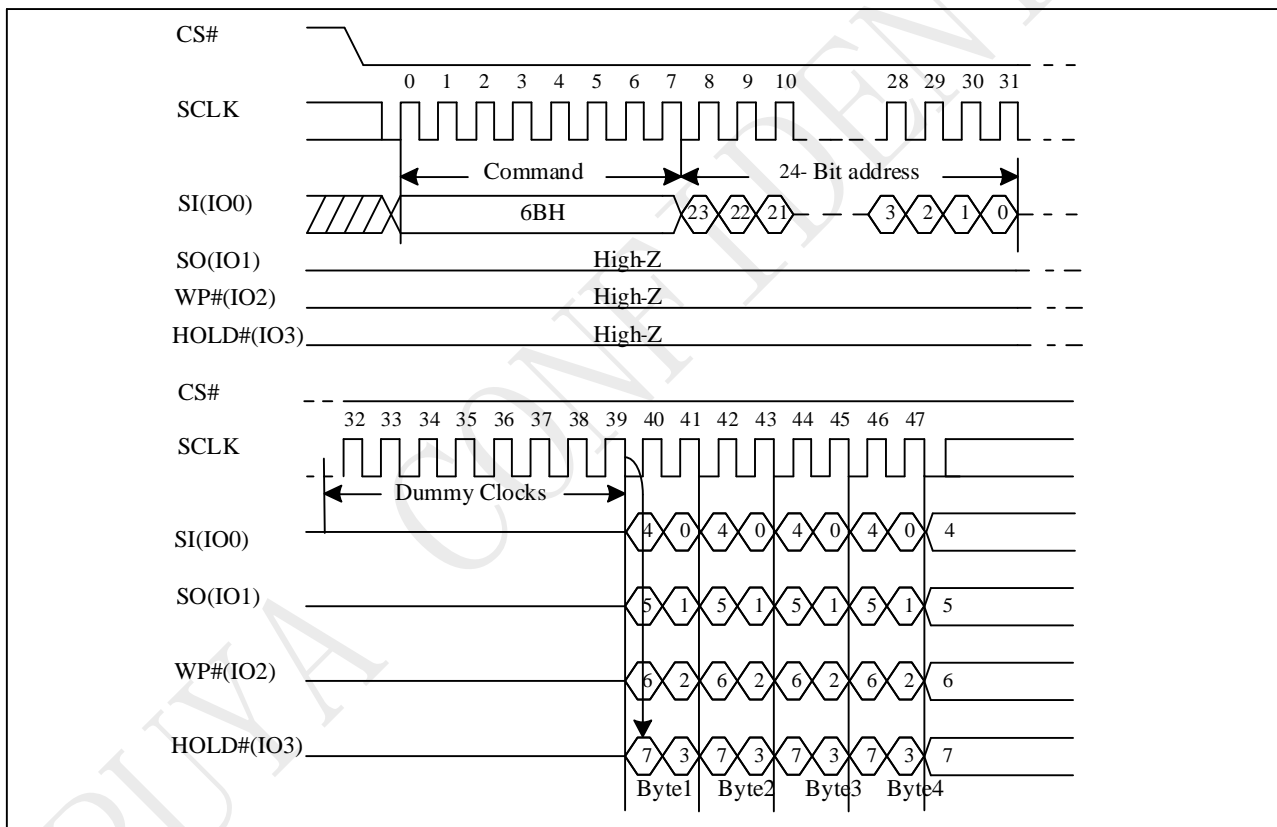 CS#
0 1 2 3 4 5 6 7 8 9 10 28 29 30 31
SCLK
Command 24- Bit address
SI(IO0) 6BH 23 22 21 3 2 1 0
SO(IO1) High-Z
WP#(IO2) High-Z
HOLD#(IO3) High-Z
CS#
32 33 34 35 36 37 38 39 40 41 42 43 44 45 46 47
SCLK
Dummy Clocks
SI(IO0) 4 0 4 0 4 0 4 0 4
SO(IO1) 5 1 5 1 5 1 5 1 5
WP#(IO2) 6 2 6 2 6 2 6 2 6
HOLD#(IO3) 7 3 7 3 7 3 7 3 7
Byte1 Byte2 Byte3 Byte4
PUYA CONFIDENT